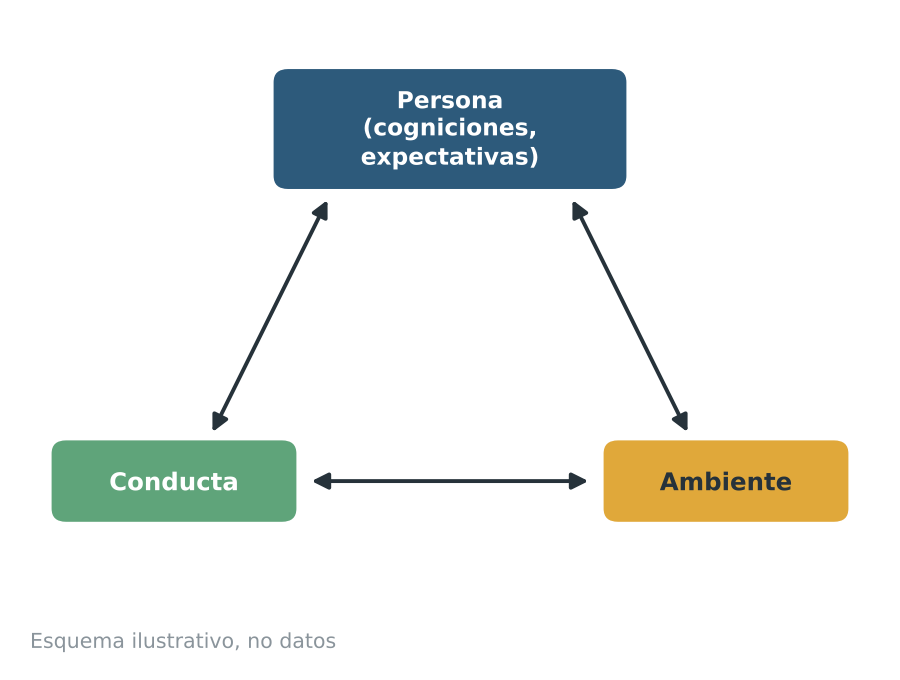 Persona
(cogniciones,
expectativas)
Conducta
Ambiente
Esquema ilustrativo, no datos